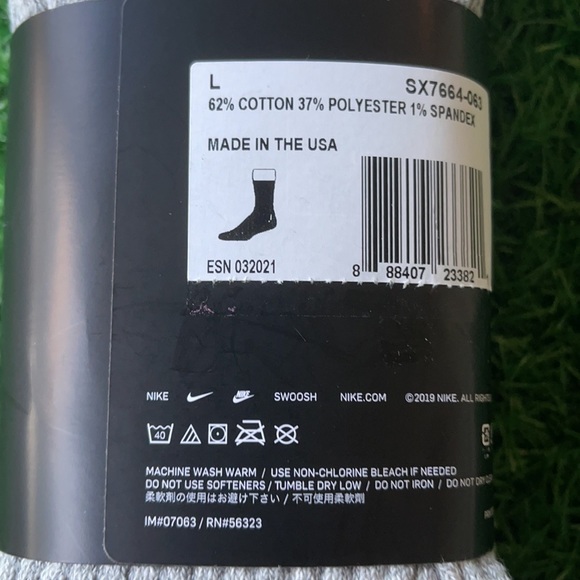 L SX7664-063
62% COTTON 37% POLYESTER 1% SPANDEX
MADE IN THE USA
ESN 032021
8 88407 23382
NIKE SWOOSH NIKE.COM ©2019 NIKE. ALL RIGHTS
40
MACHINE WASH WARM / USE NON-CHLORINE BLEACH IF NEEDED
DO NOT USE SOFTENERS / TUMBLE DRY LOW / DO NOT IRON / DO NOT DRY
柔軟剤の使用はお避け下さい / 不可使用柔軟劑
IM#07063 / RN#56323